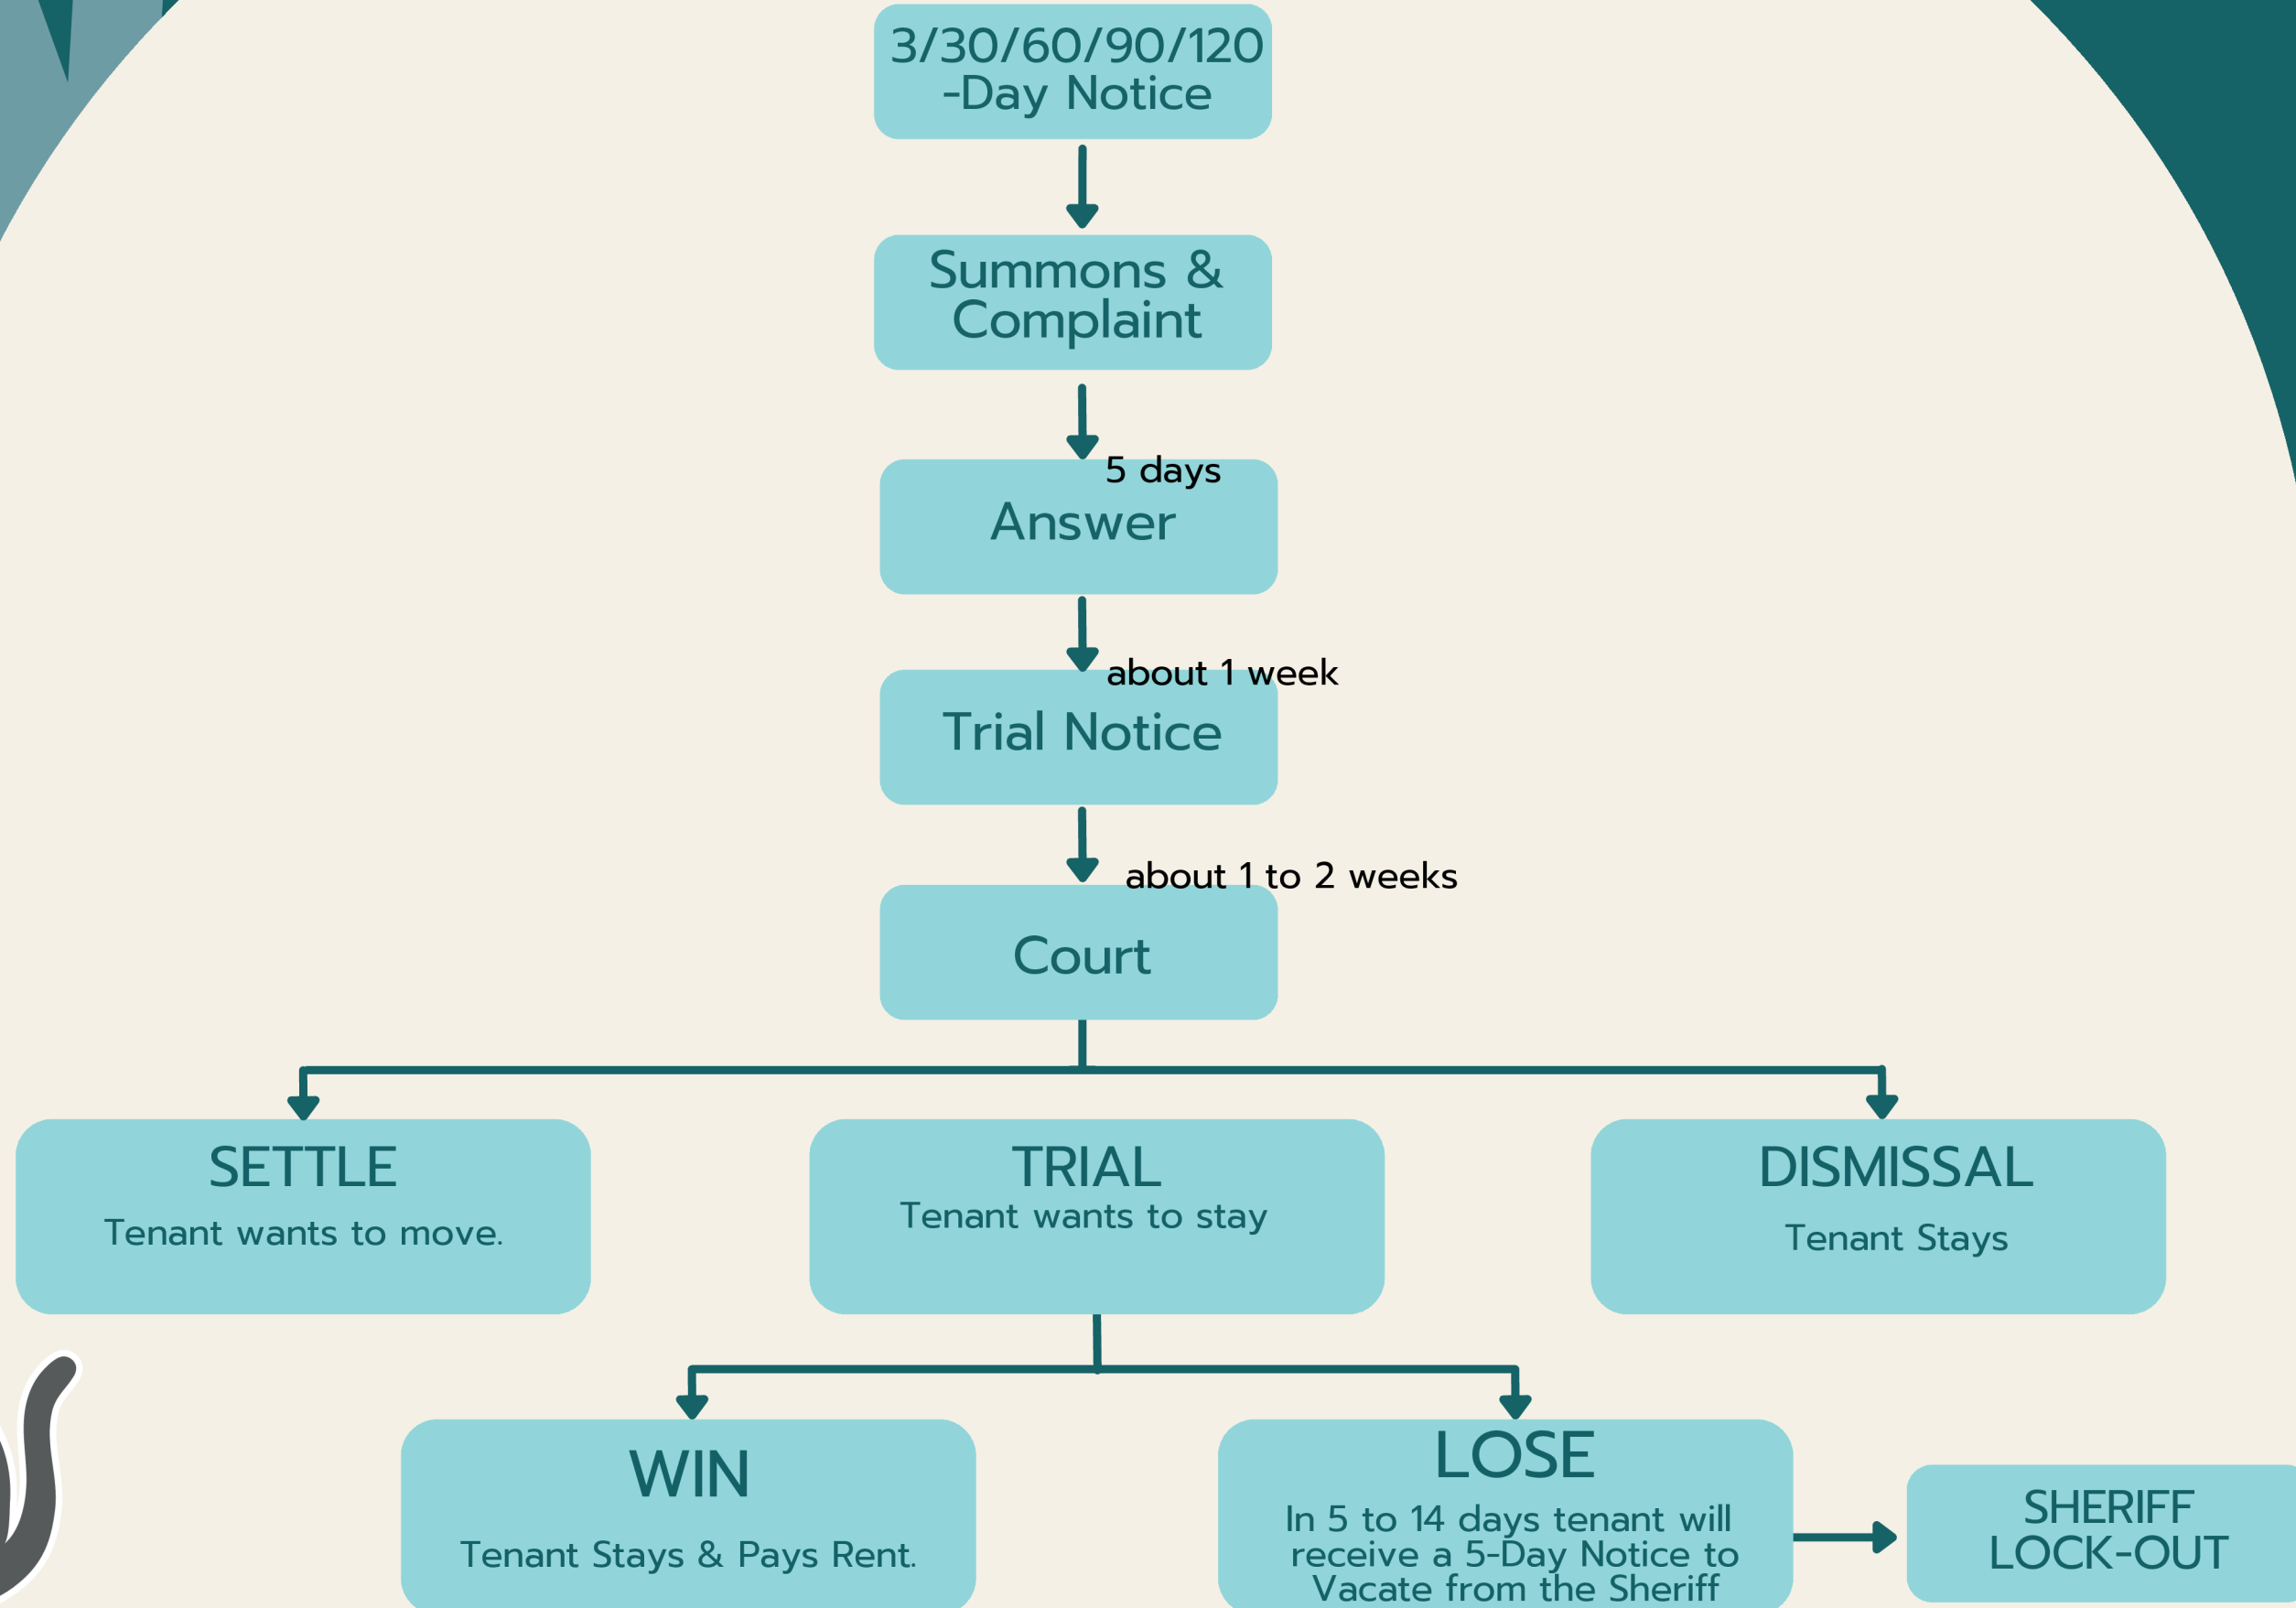 3/30/60/90/120
-Day Notice
Summons &
Complaint
5 days
Answer
about 1 week
Trial Notice
about 1 to 2 weeks
Court
SETTLE
Tenant wants to move.
TRIAL
Tenant wants to stay
DISMISSAL
Tenant Stays
WIN
Tenant Stays & Pays Rent.
LOSE
In 5 to 14 days tenant will
receive a 5-Day Notice to
Vacate from the Sheriff
SHERIFF
LOCK-OUT